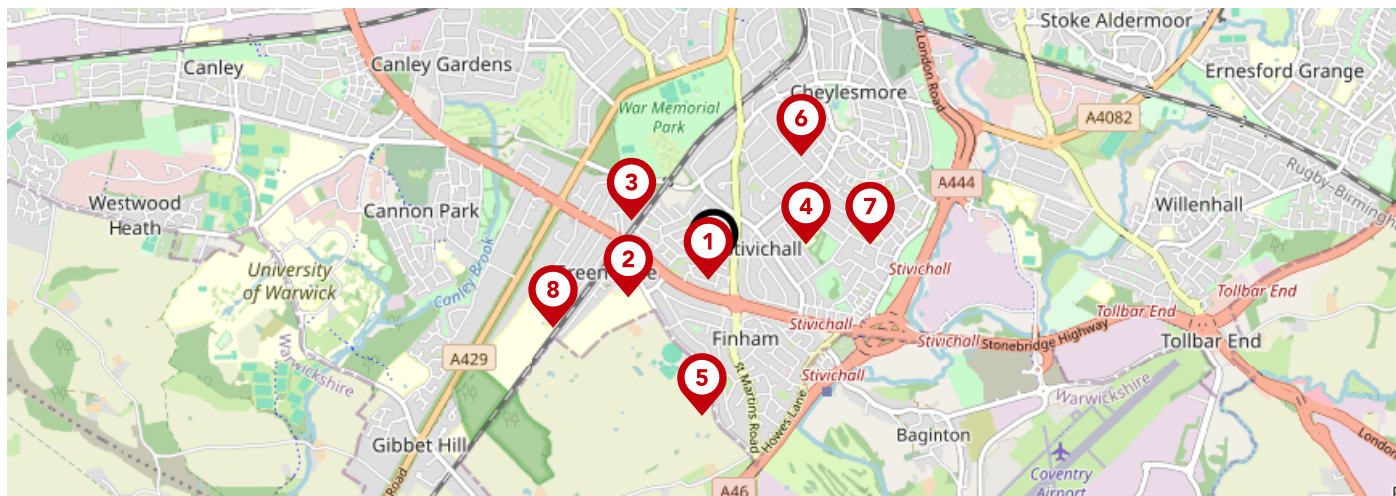 Stoke Aldermoor
Canley
Canley Gardens
Ernesford Grange
London Road
War Memorial
Park
Cheylesmore
6
A4082
Rugby-Birmingh
3
A444
Westwood
Heath
Cannon Park
4
7
Willenhall
1
tivichall
2
Canley Brook
University
of Warwick
8
Stivichall
Tollbar End
Tollbar End
Stivichall
Stivichall
Stonebridge Highway
Tollbar End
Finham
Warwickshire
A429
5
St Martins Road
Stivichall
Warwickshire
Howes Lane
Gibbet Hill
Baginton
London
Road
A46
Coventry
Airport